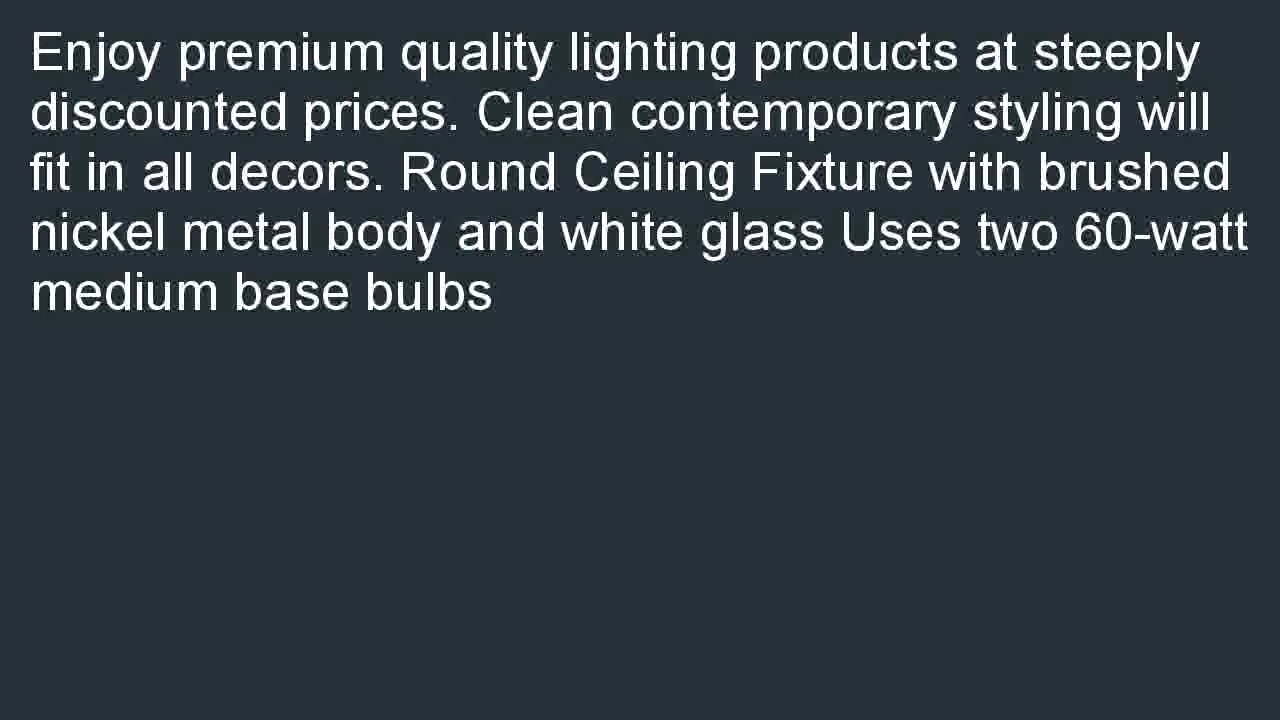 Enjoy premium quality lighting products at steeply
discounted prices. Clean contemporary styling will
fit in all decors. Round Ceiling Fixture with brushed
nickel metal body and white glass Uses two 60-watt
medium base bulbs